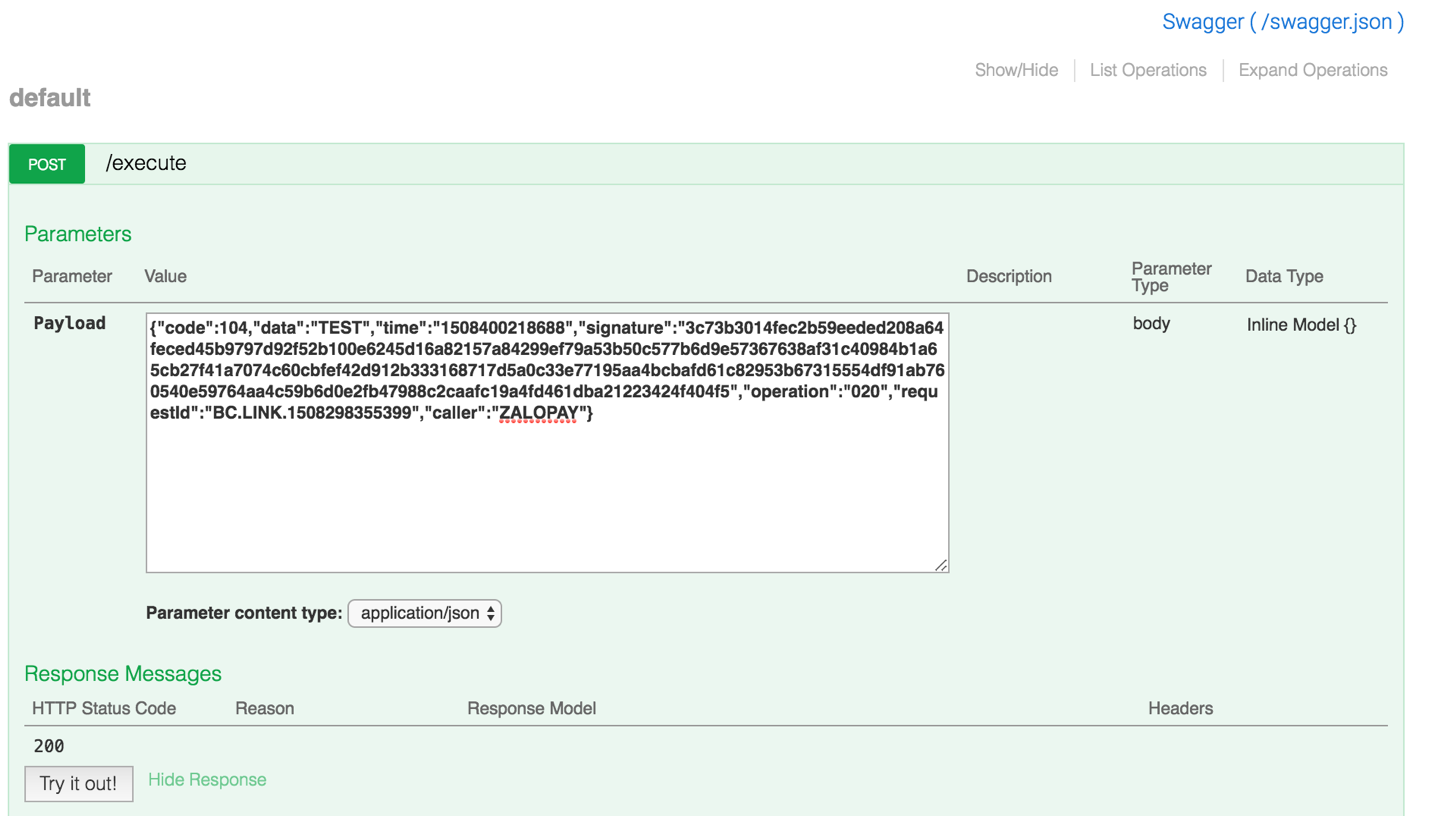 Swagger ( /swagger.json )
Show/Hide List Operations Expand Operations
default
POST /execute
Parameters
Parameter Value Description Parameter Type Data Type
Payload body Inline Model {}
{"code":104,"data":"TEST","time":"1508400218688","signature":"3c73b3014fec2b59eeded208a64
feced45b9797d92f52b100e6245d16a82157a84299ef79a53b50c577b6d9e57367638af31c40984b1a6
5cb27f41a7074c60cbfef42d912b333168717d5a0c33e77195aa4bcbafd61c82953b67315554df91ab76
0540e59764aa4c59b6d0e2fb47988c2caafc19a4fd461dba21223424f404f5","operation":"020","requ
estId":"BC.LINK.1508298355399","caller":"ZALOPAY"}
Parameter content type: application/json
Response Messages
HTTP Status Code Reason Response Model Headers
200
Try it out! Hide Response